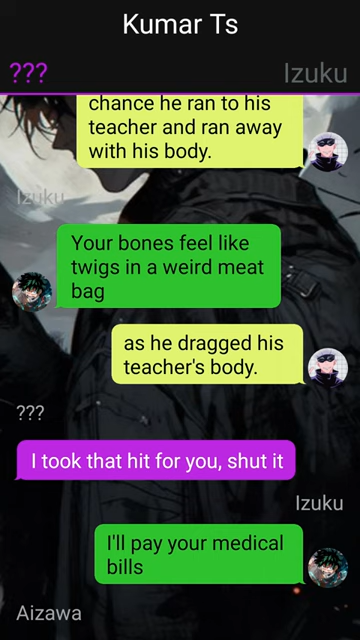 Kumar Ts
???
Izuku
chance he ran to his
teacher and ran away
with his body.
Izuku
Your bones feel like
twigs in a weird meat
bag
as he dragged his
teacher's body.
???
I took that hit for you, shut it
Izuku
I'll pay your medical
bills
Aizawa